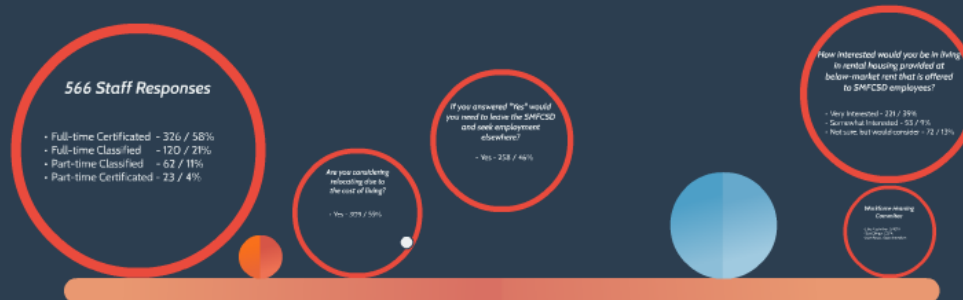 566 Staff Responses
• Full-time Certificated - 326 / 58%
• Full-time Classified - 120 / 21%
• Part-time Classified - 62 / 11%
• Part-time Certificated - 23 / 4%
Are you considering
relocating due to
the cost of living?
- Yes - 309 / 55%
If you answered "Yes" would
you need to leave the SMFCSD
and seek employment
elsewhere?
- Yes - 258 / 46%
How interested would you be in living
in rental housing provided at
below-market rent that is offered
to SMFCSD employees?
- Very Interested - 221 / 39%
- Somewhat Interested - 53 / 9%
- Not sure, but would consider - 72 / 13%
Workforce Housing
Committee